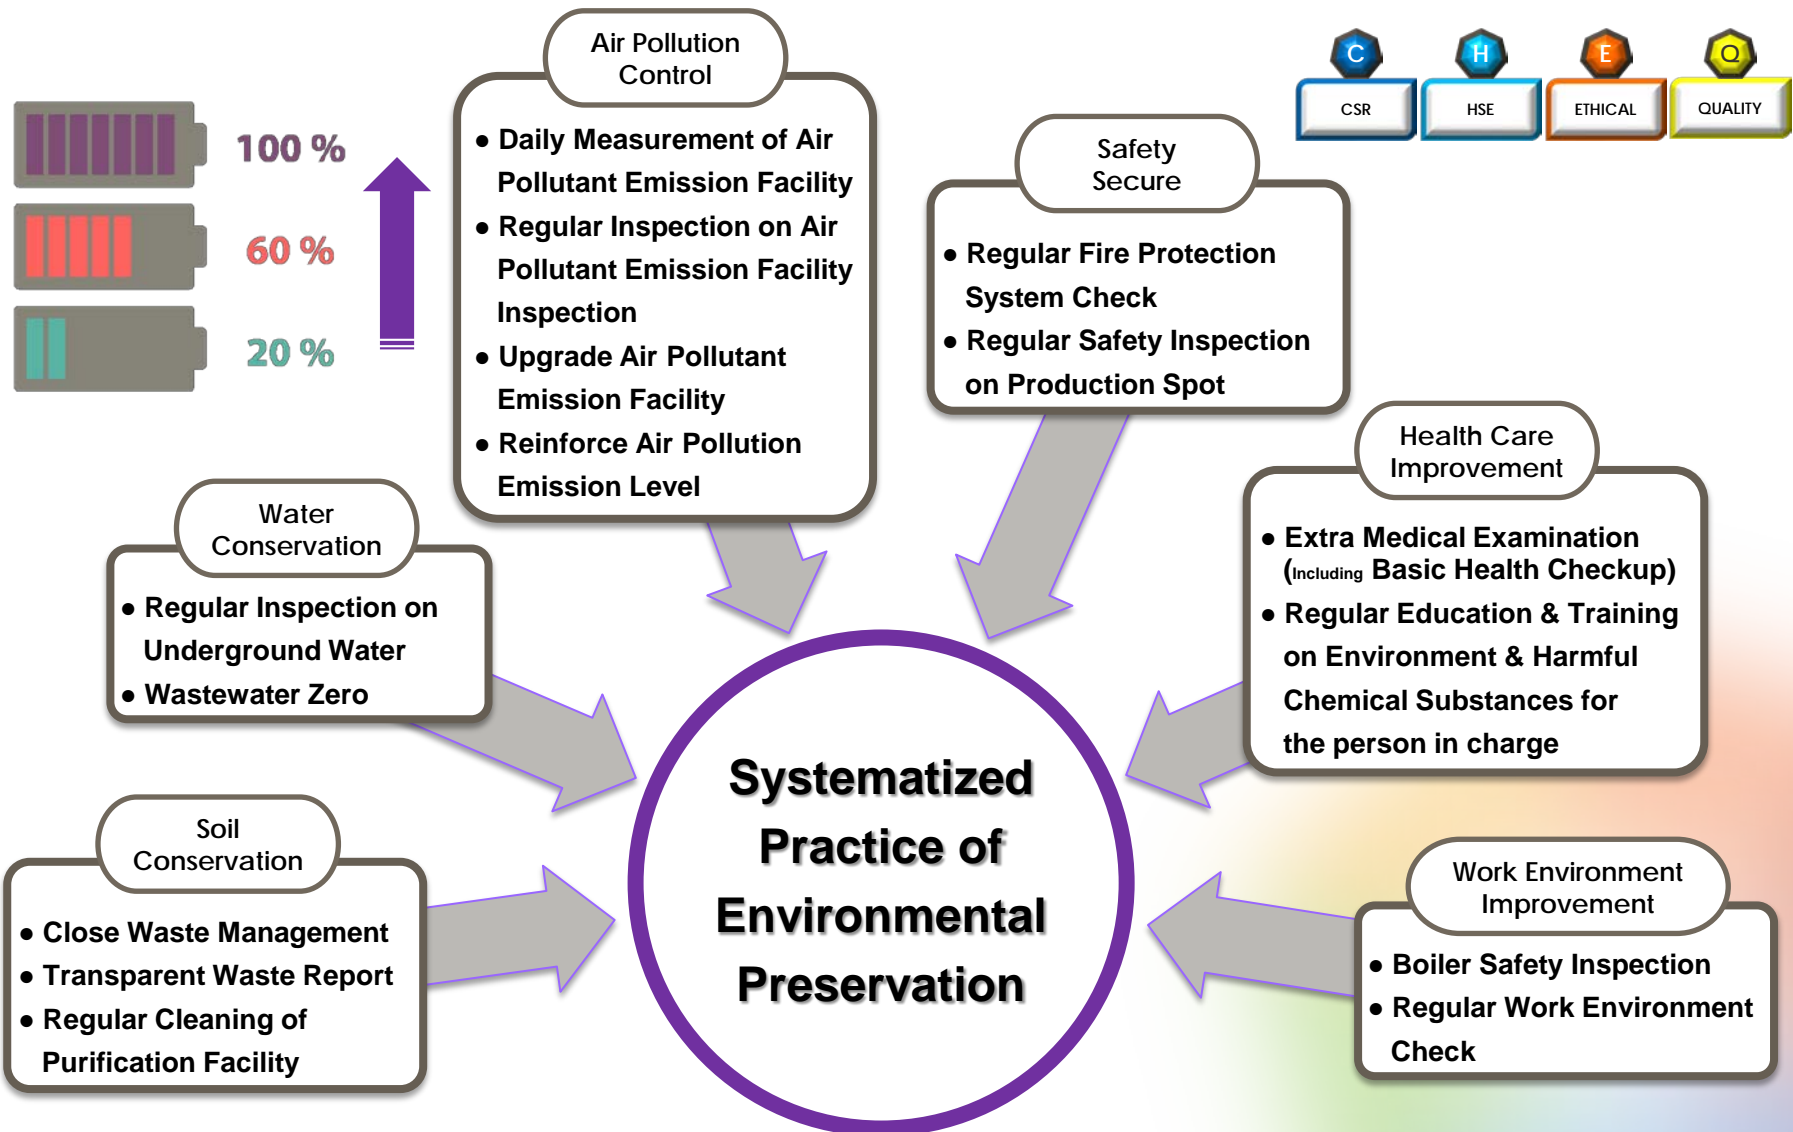 Air Pollution
Control
● Daily Measurement of Air
Pollutant Emission Facility
● Regular Inspection on Air
Pollutant Emission Facility
Inspection
● Upgrade Air Pollutant
Emission Facility
● Reinforce Air Pollution
Emission Level
C
H
E
Q
CSR
HSE
ETHICAL
QUALITY
100 %
60 %
20 %
Safety
Secure
● Regular Fire Protection
System Check
● Regular Safety Inspection
on Production Spot
Health Care
Improvement
● Extra Medical Examination
(Including Basic Health Checkup)
● Regular Education & Training
on Environment & Harmful
Chemical Substances for
the person in charge
Water
Conservation
● Regular Inspection on
Underground Water
● Wastewater Zero
Soil
Conservation
● Close Waste Management
● Transparent Waste Report
● Regular Cleaning of
Purification Facility
Systematized
Practice of
Environmental
Preservation
Work Environment
Improvement
● Boiler Safety Inspection
● Regular Work Environment
Check